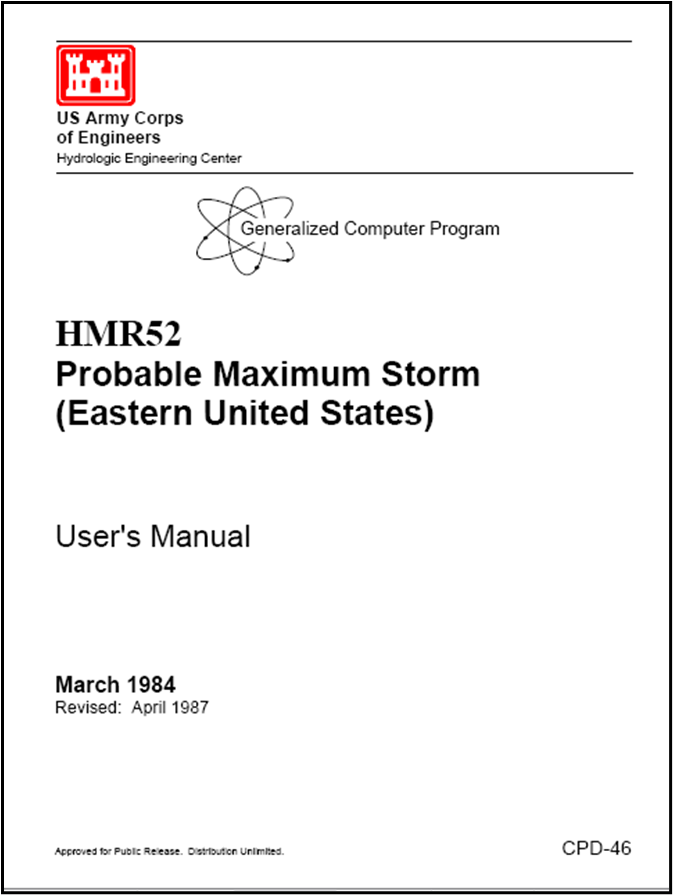 US Army Corps
of Engineers
Hydrologic Engineering Center
Generalized Computer Program
HMR52
Probable Maximum Storm
(Eastern United States)
User's Manual
March 1984
Revised: April 1987
Approved for Public Release. Distribution Unlimited.
CPD-46